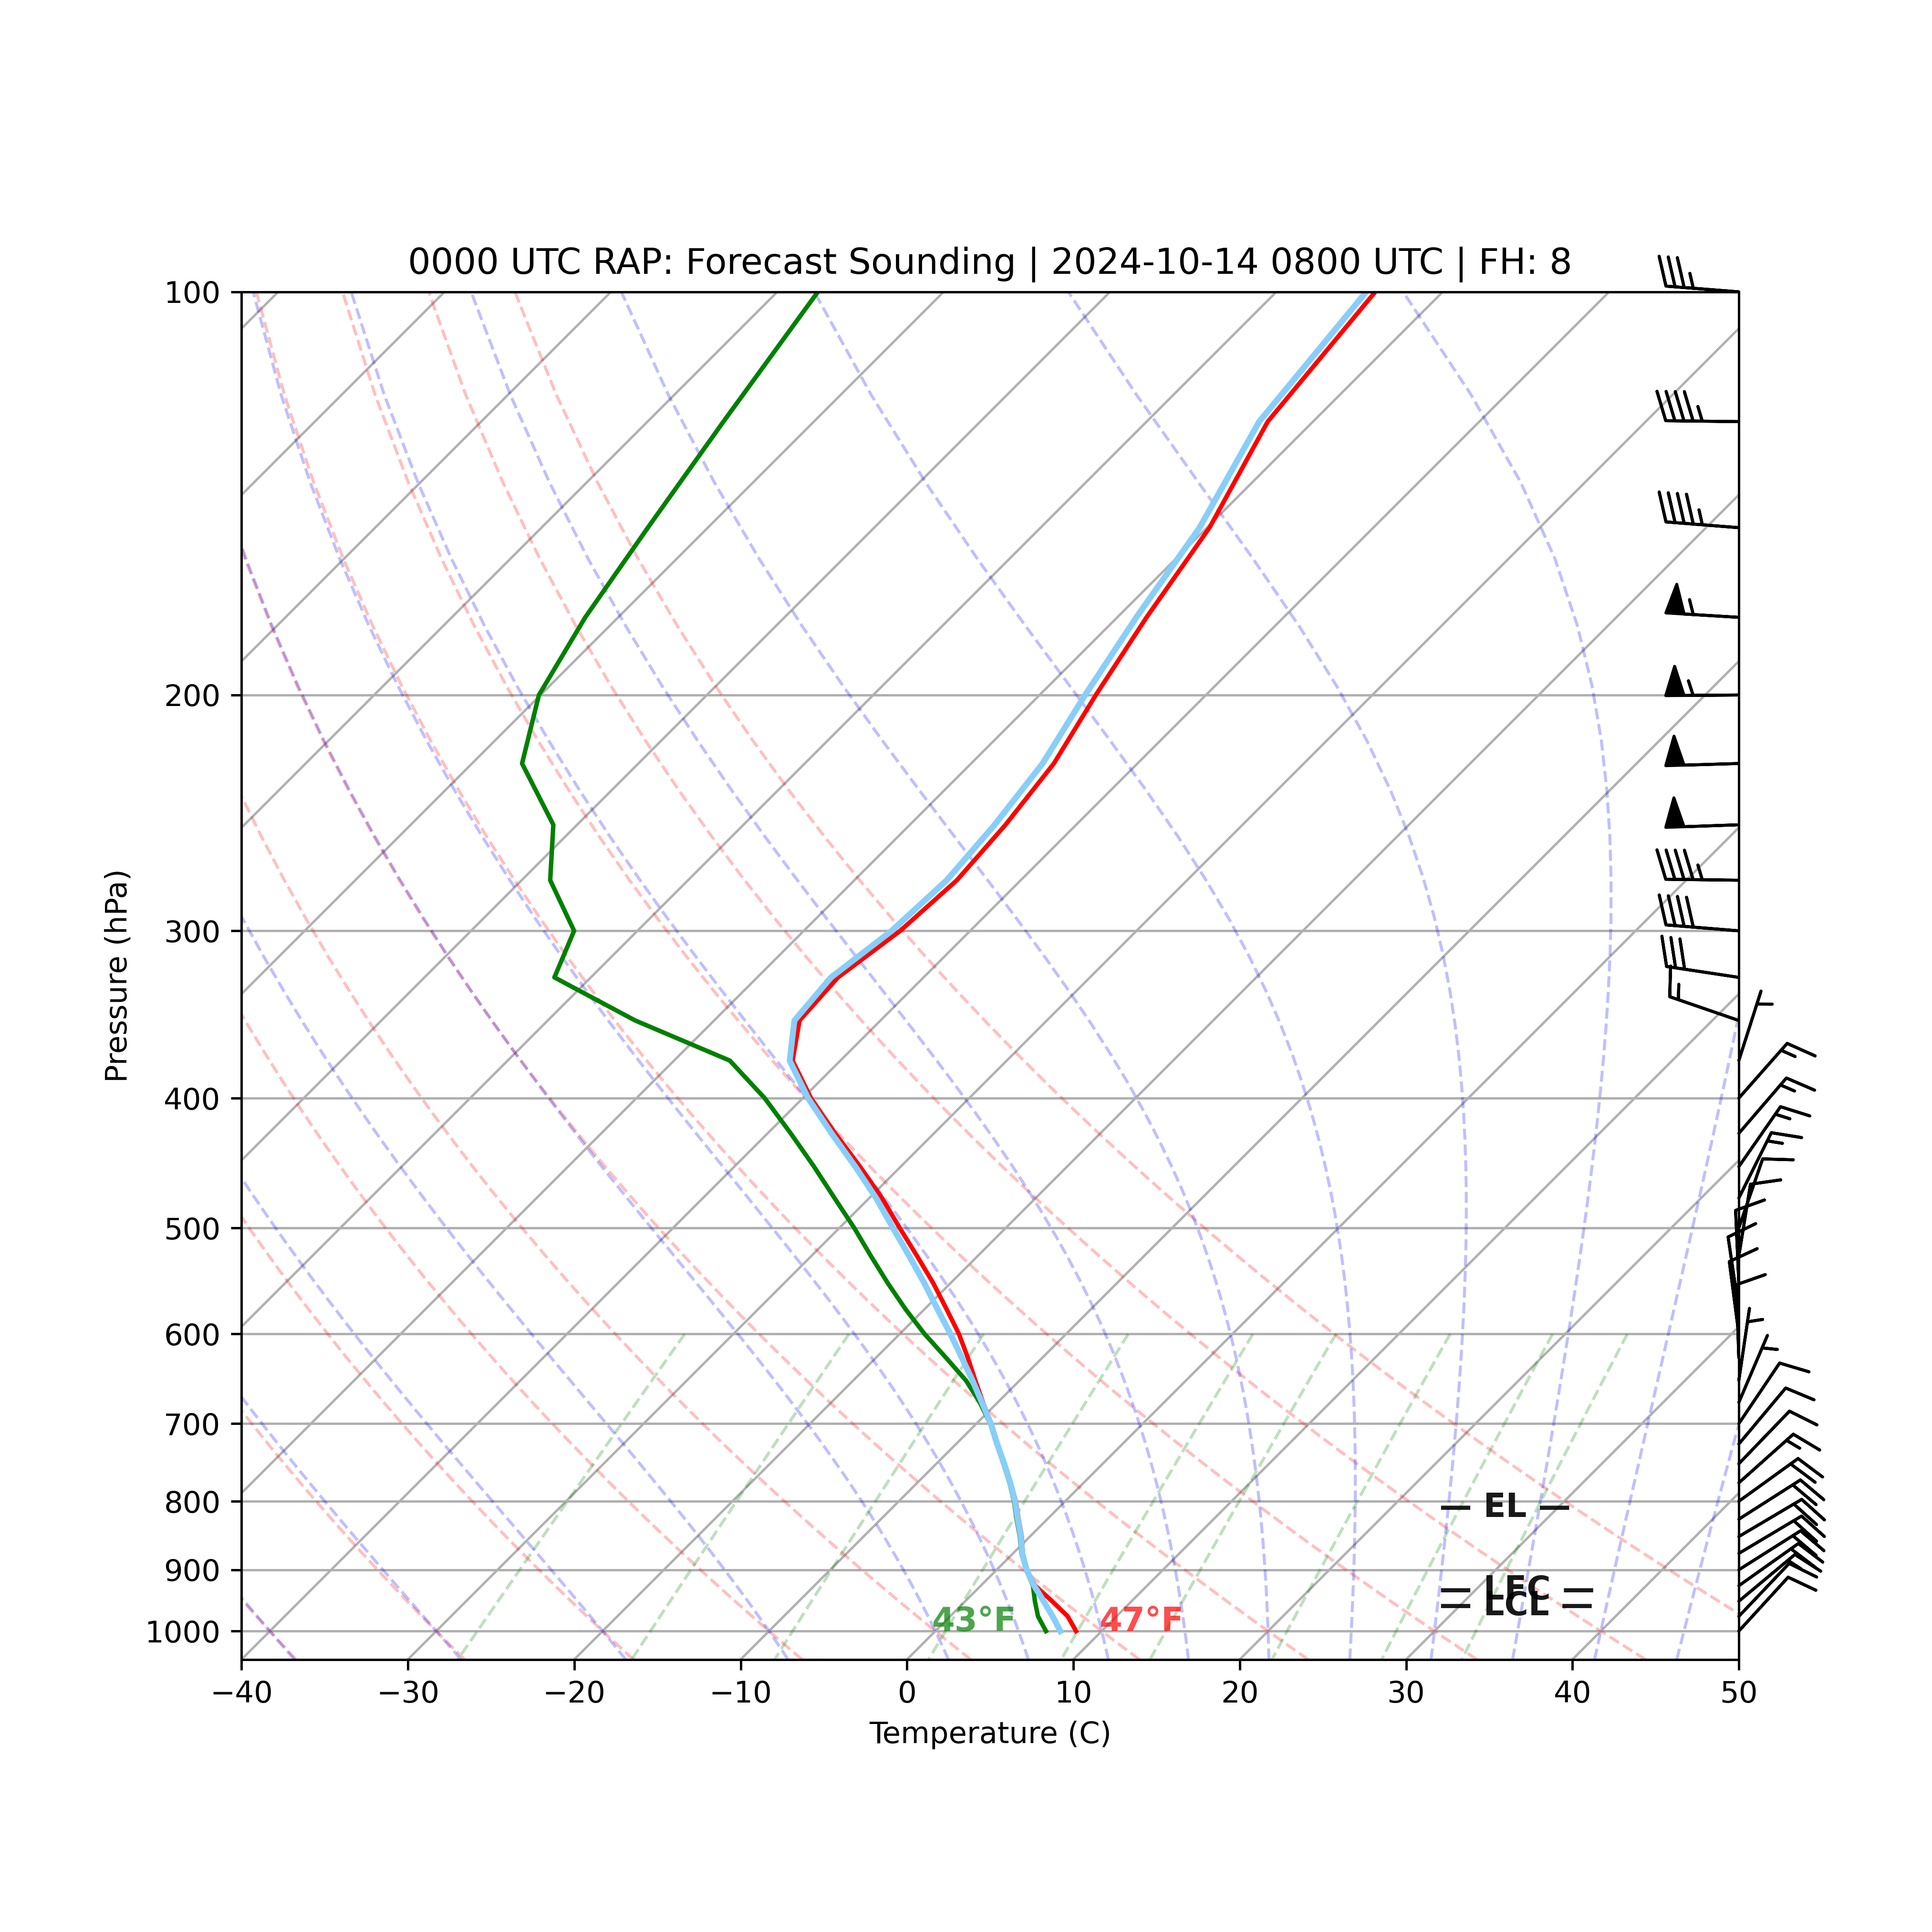 0000 UTC RAP: Forecast Sounding | 2024-10-14 0800 UTC | FH: 8
100
200
300
400
500
600
700
800
900
1000
Pressure (hPa)
— EL —
— LFC —
— LCL —
43°F
47°F
−40 −30 −20 −10 0 10 20 30 40 50
Temperature (C)